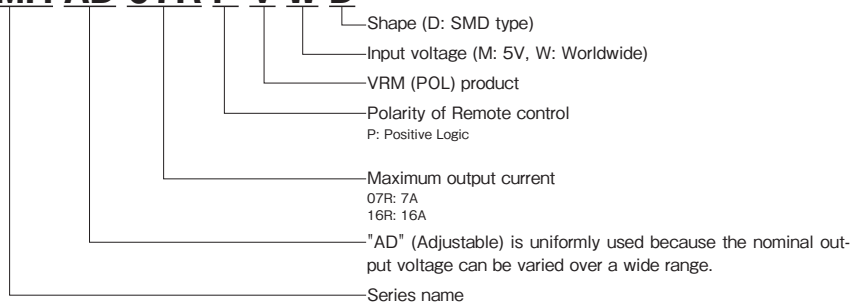 AD 07R P V W D
Shape (D: SMD type)
Input voltage (M: 5V, W: Worldwide)
VRM (POL) product
Polarity of Remote control
P: Positive Logic
Maximum output current
07R: 7A
16R: 16A
"AD" (Adjustable) is uniformly used because the nominal out-
put voltage can be varied over a wide range.
Series name